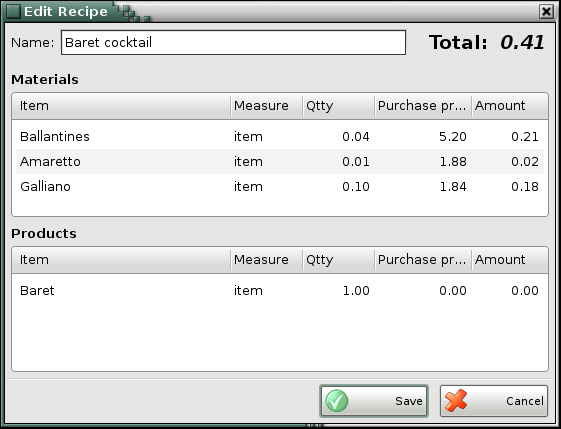 Edit Recipe
Name: Baret cocktail Total: 0.41
Materials
Item Measure Qtty Purchase pr... Amount
Ballantines item 0.04 5.20 0.21
Amaretto item 0.01 1.88 0.02
Galliano item 0.10 1.84 0.18
Products
Item Measure Qtty Purchase pr... Amount
Baret item 1.00 0.00 0.00
Save Cancel